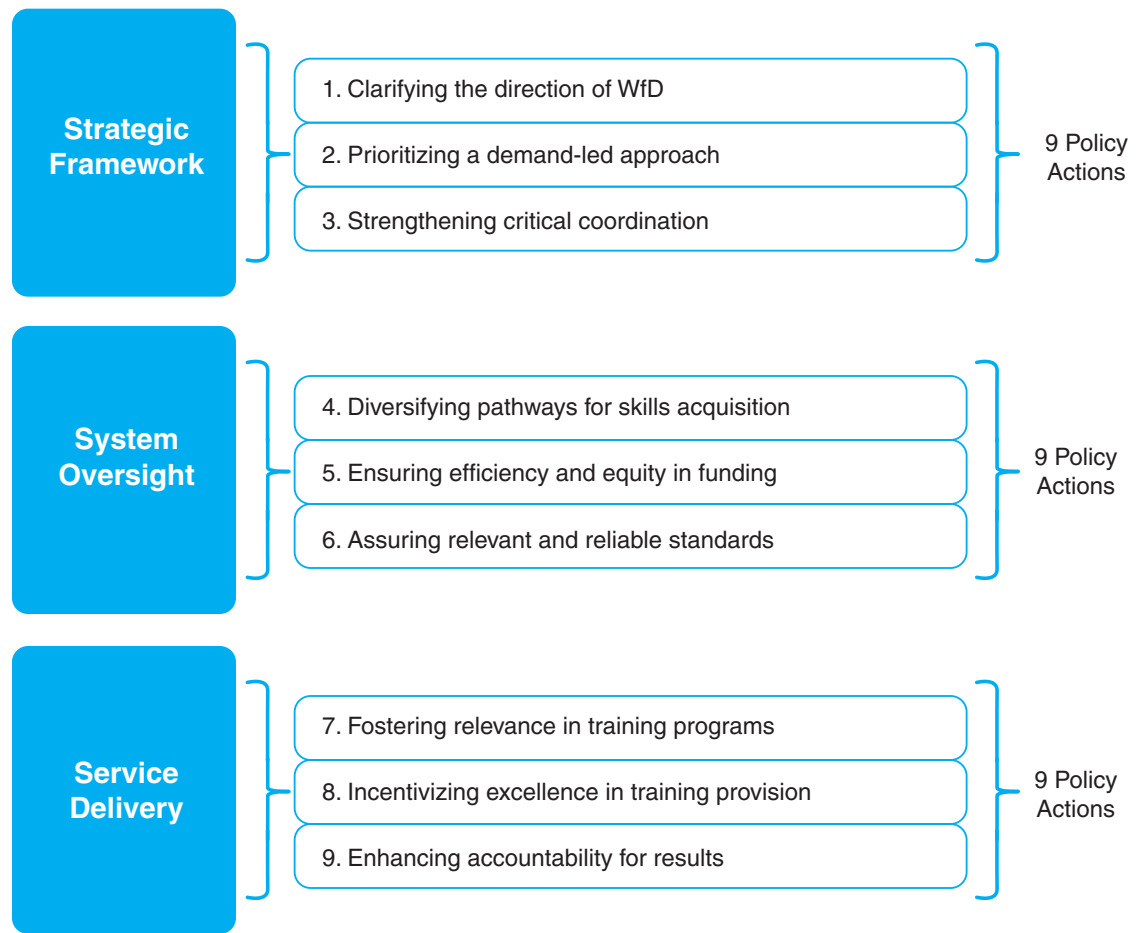 Strategic
Framework
1. Clarifying the direction of WfD
2. Prioritizing a demand-led approach
3. Strengthening critical coordination
9 Policy
Actions
System
Oversight
4. Diversifying pathways for skills acquisition
5. Ensuring efficiency and equity in funding
6. Assuring relevant and reliable standards
9 Policy
Actions
Service
Delivery
7. Fostering relevance in training programs
8. Incentivizing excellence in training provision
9. Enhancing accountability for results
9 Policy
Actions